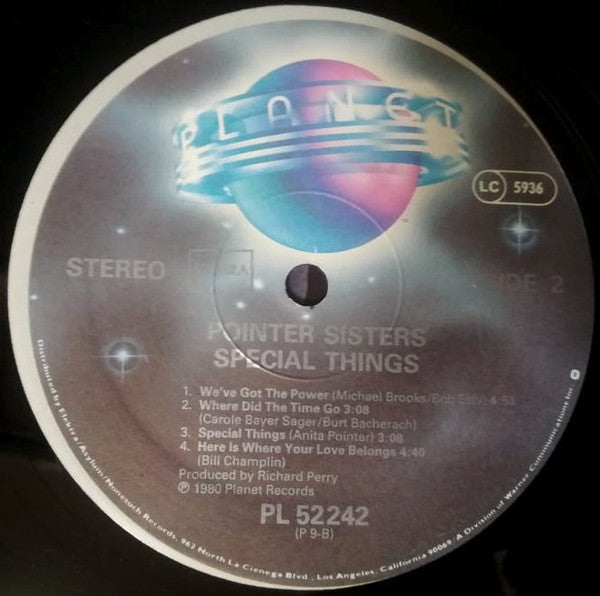 PLANET
TM
LC 5936
STEREO
SIDE 2
POINTER SISTERS
SPECIAL THINGS
1. We've Got The Power (Michael Brooks/Bob Esty) 4:53
2. Where Did The Time Go 3:08
(Carole Bayer Sager/Burt Bacherach)
3. Special Things (Anita Pointer) 3:08
4. Here Is Where Your Love Belongs 4:40
(Bill Champlin)
Produced by Richard Perry
℗ 1980 Planet Records
PL 52242
(P 9-B)
Distributed by Elektra/Asylum/Nonesuch Records, 962 North La Cienega Blvd., Los Angeles, California 90069. A Division of Warner Communications Inc.